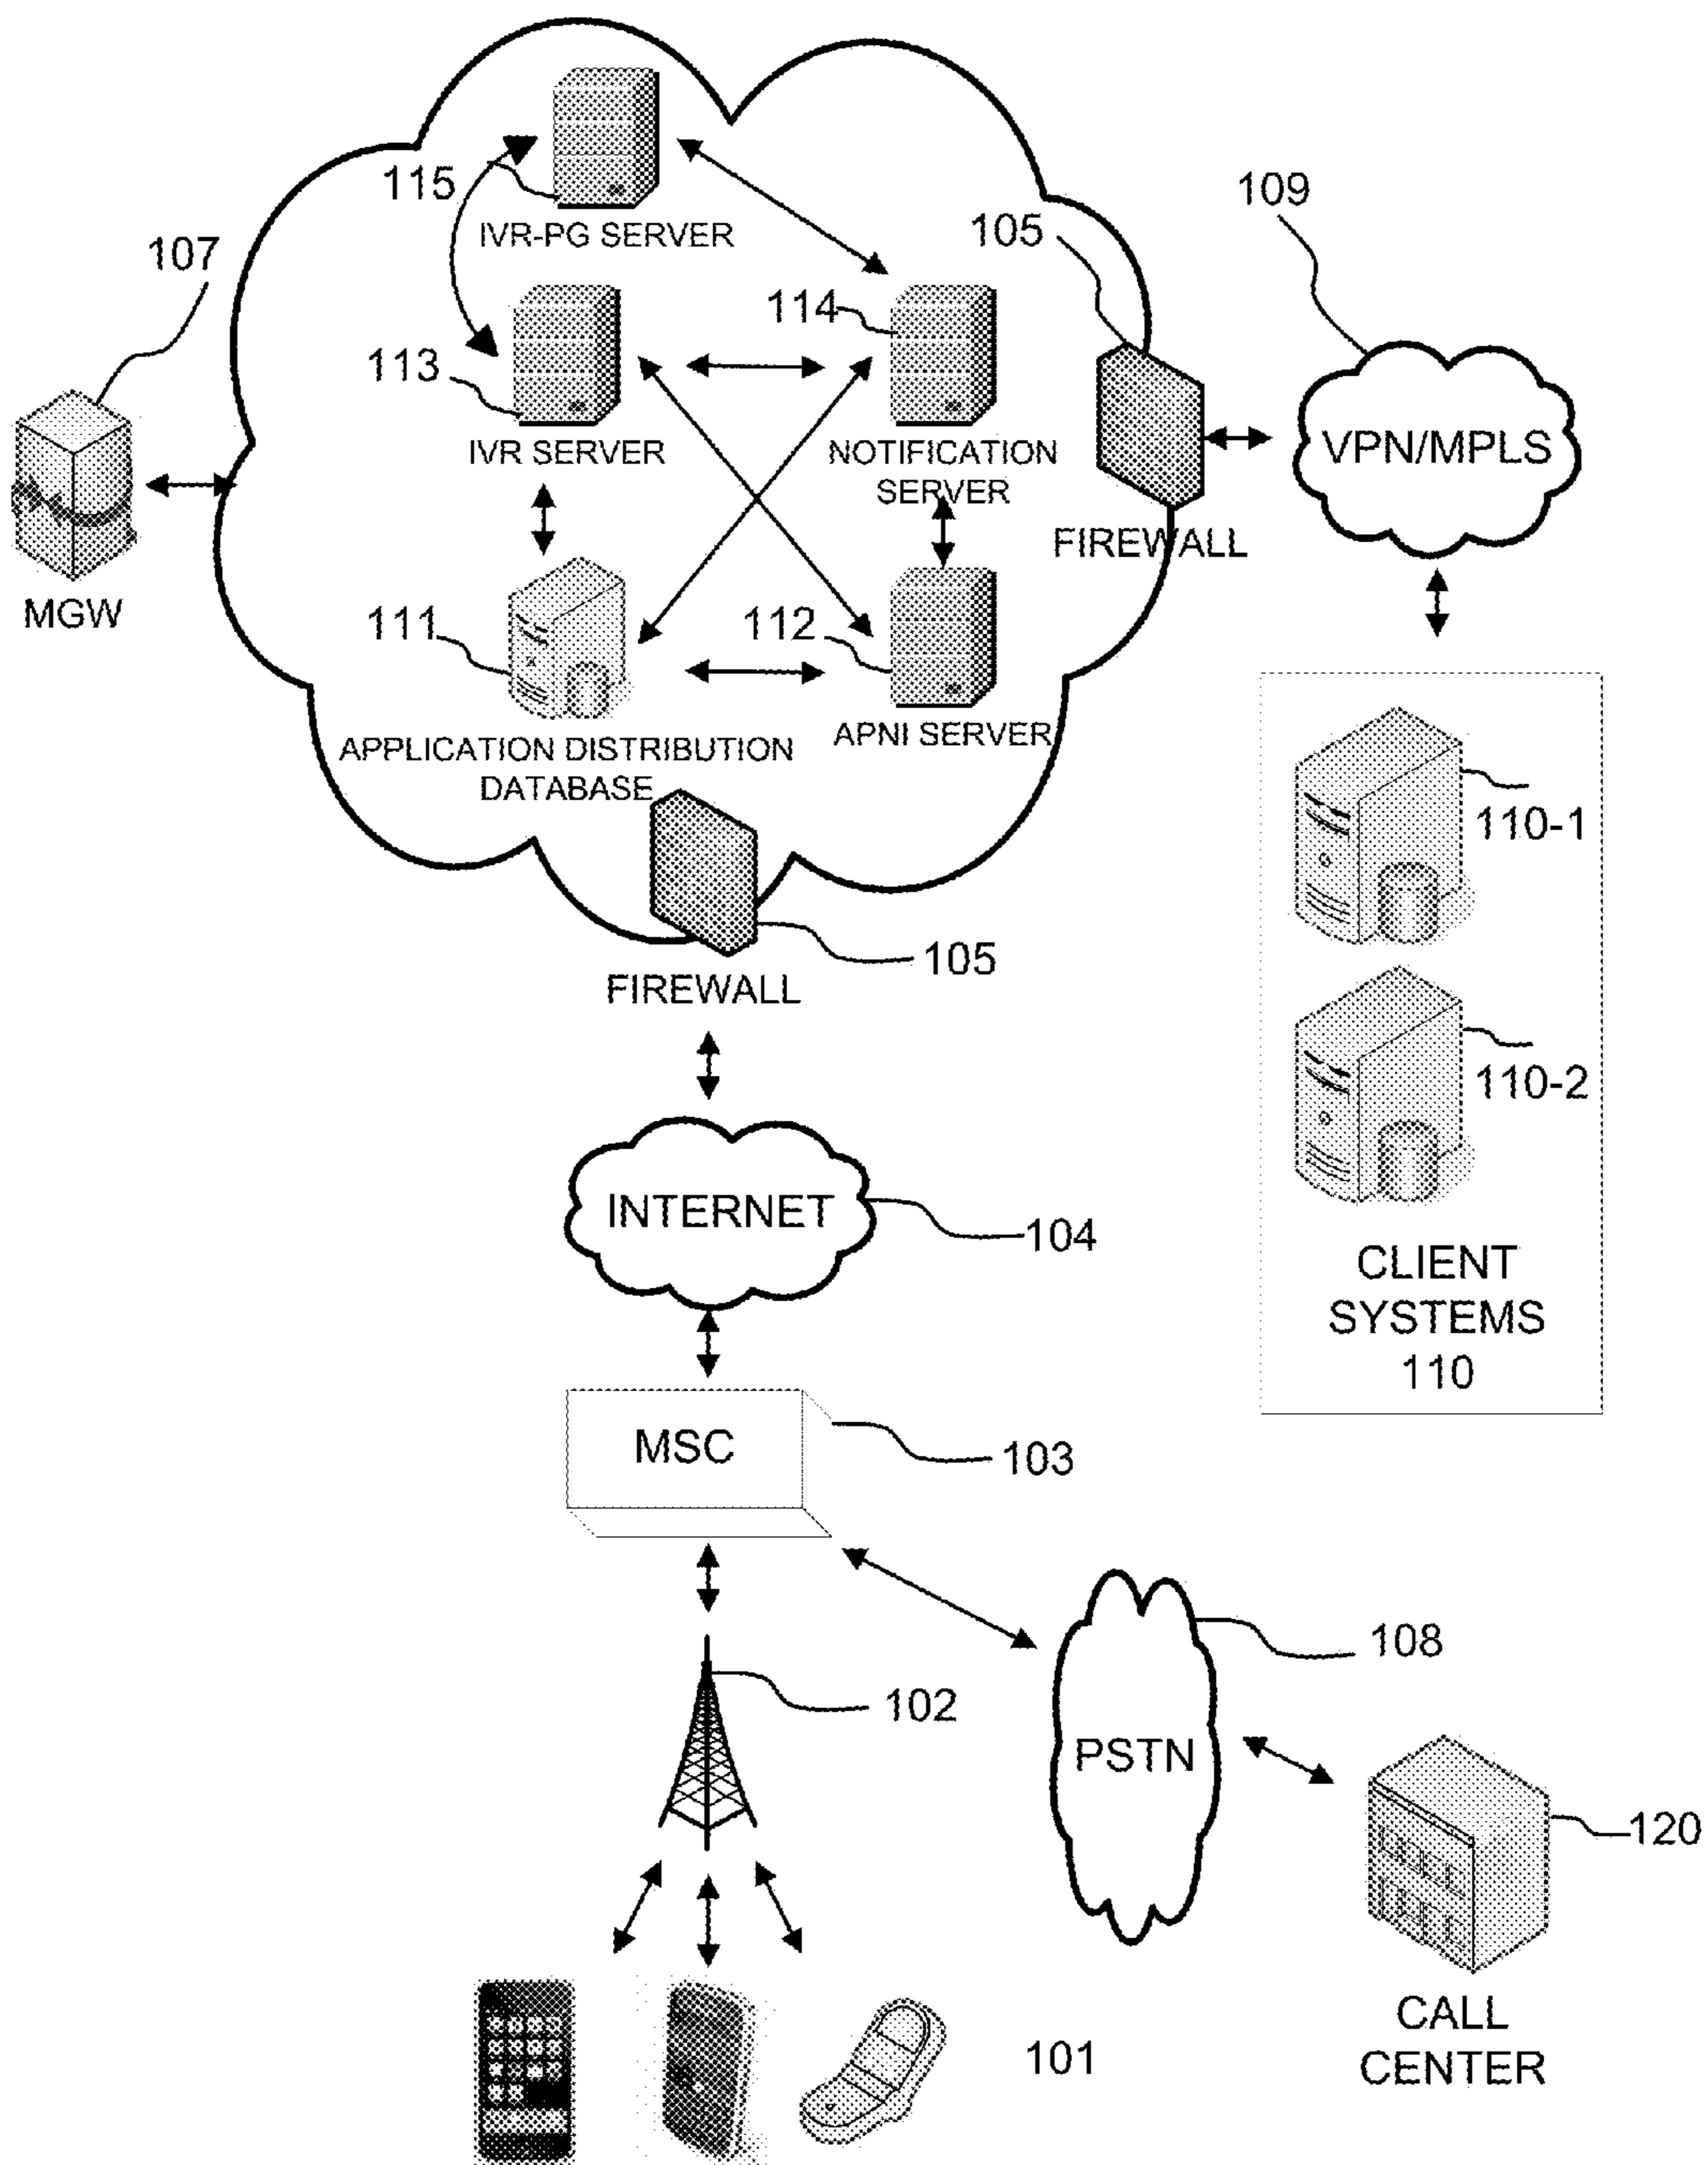 115
IVR-PG SERVER
109
105
107
114
113
IVR SERVER
NOTIFICATION
SERVER
VPN/MPLS
FIREWALL
MGW
111
112
APPLICATION DISTRIBUTION
DATABASE
APNI SERVER
110-1
105
FIREWALL
110-2
INTERNET
104
CLIENT
SYSTEMS
110
MSC
103
108
102
PSTN
120
CALL
CENTER
101